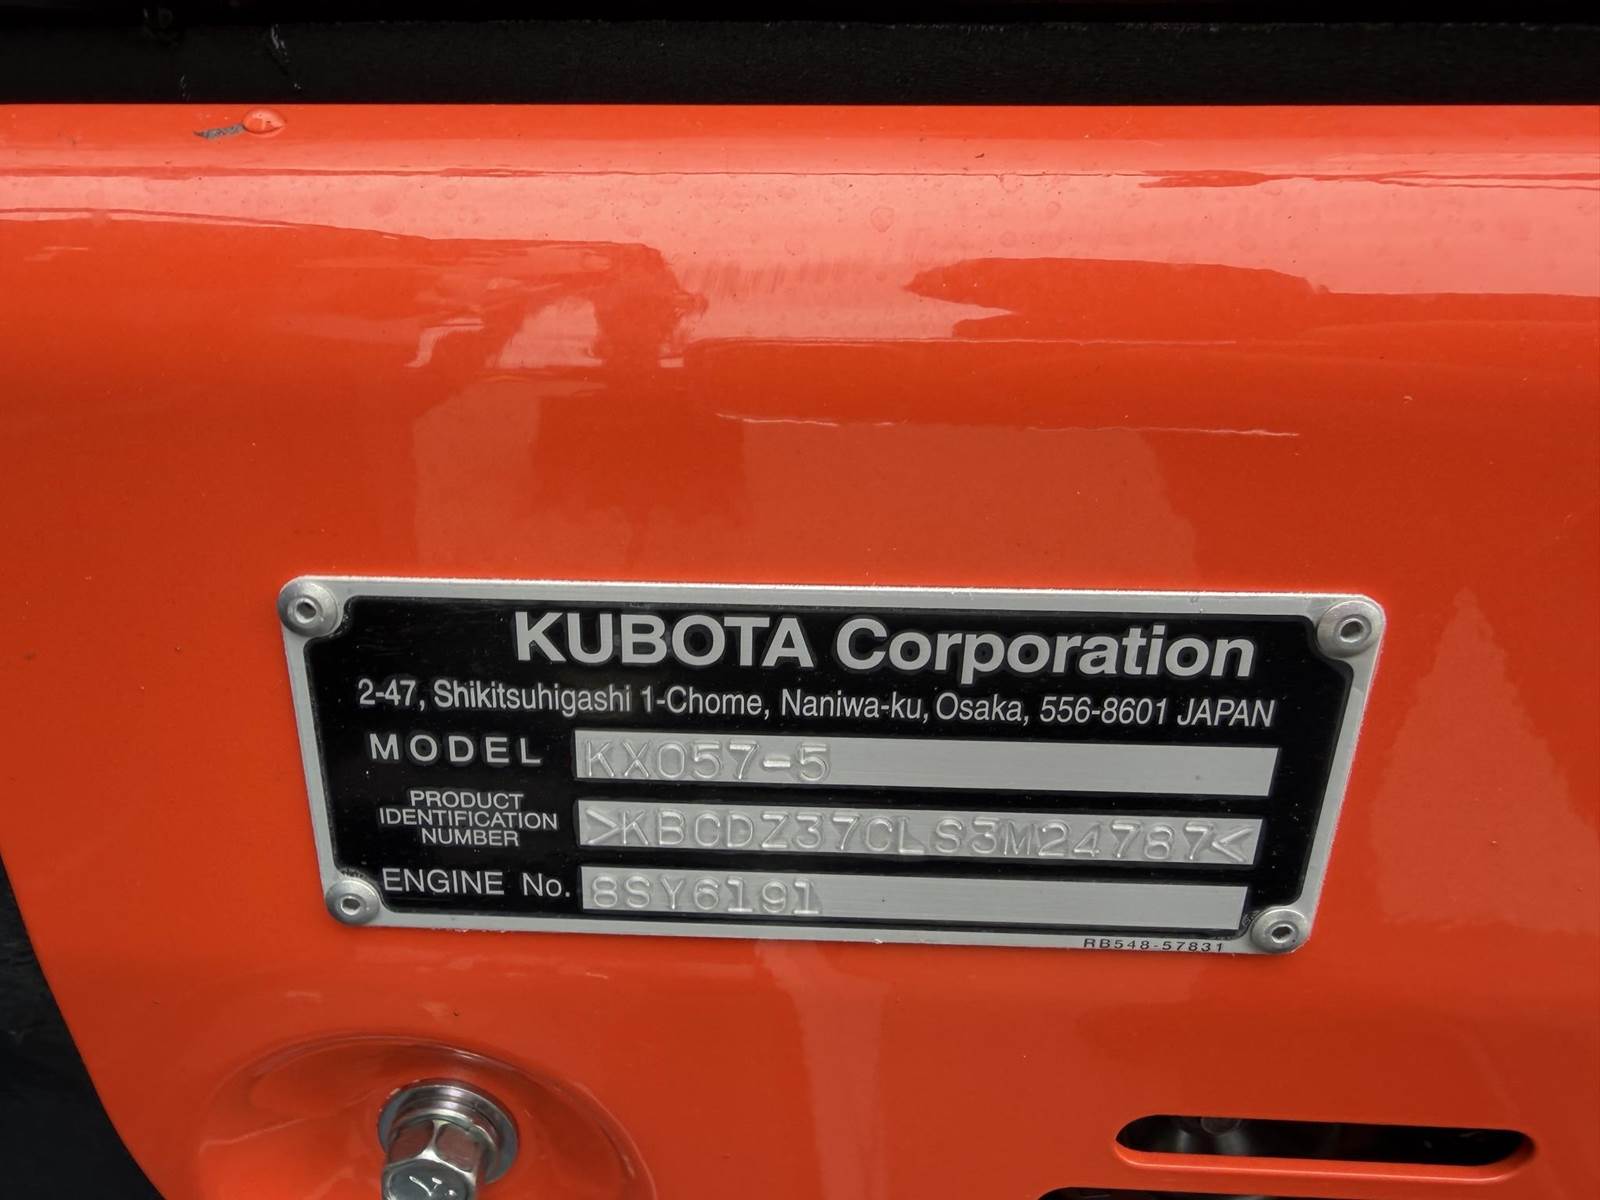 KUBOTA Corporation
2-47, Shikitsuhigashi 1-Chome, Naniwa-ku, Osaka, 556-8601 JAPAN
MODEL KX057-5
PRODUCT
IDENTIFICATION
NUMBER >KBCDZ37CLS3M24787<
ENGINE No. 8SY6191
RB548-57831